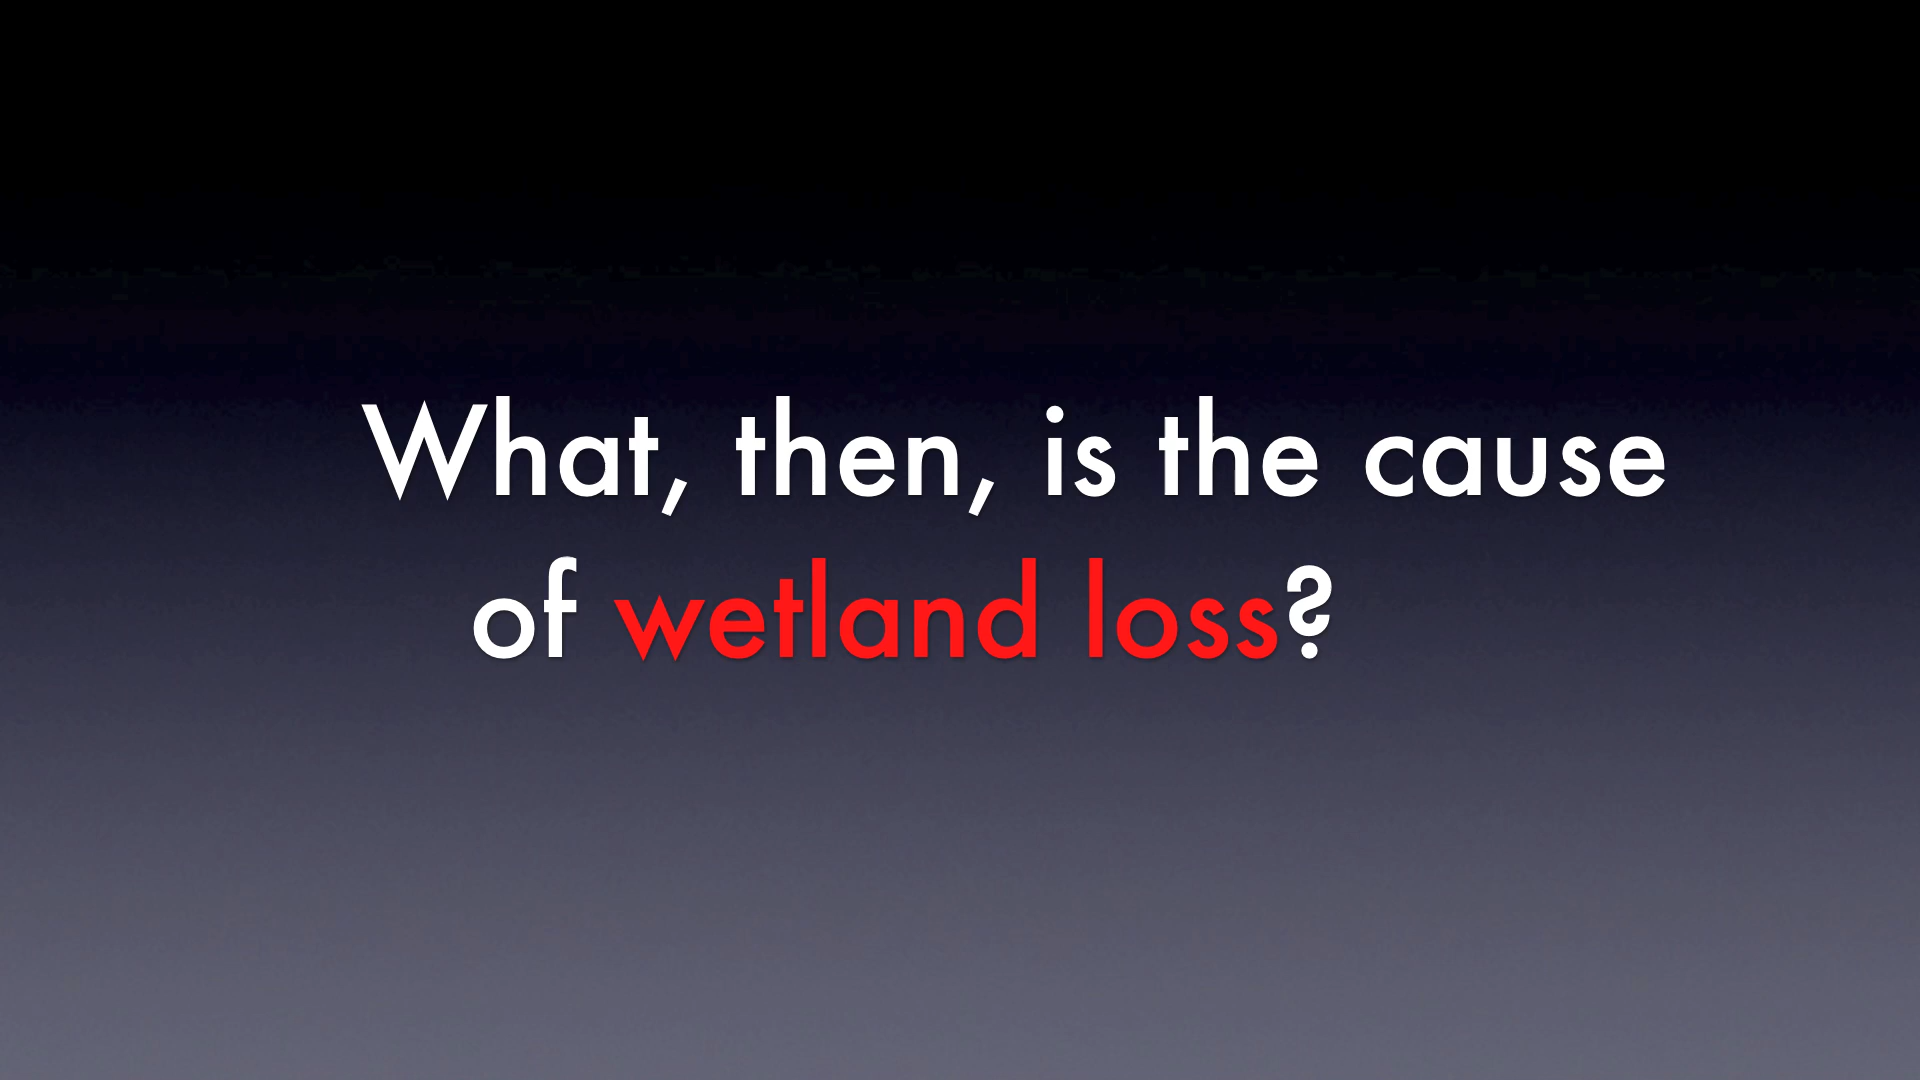 What, then, is the cause
of wetland loss?